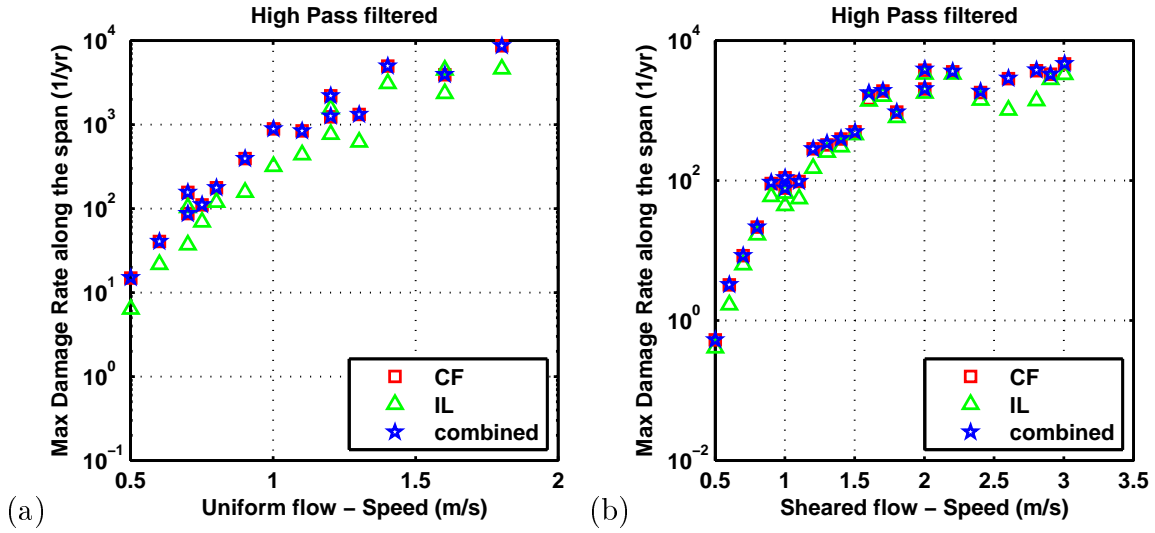 High Pass filtered
Max Damage Rate along the span (1/yr)
10^4
10^3
10^2
10^1
10^0
10^−1
0.5 1 1.5 2
Uniform flow − Speed (m/s)
CF
IL
combined
(a)
High Pass filtered
Max Damage Rate along the span (1/yr)
10^4
10^2
10^0
10^−2
0.5 1 1.5 2 2.5 3 3.5
Sheared flow − Speed (m/s)
CF
IL
combined
(b)